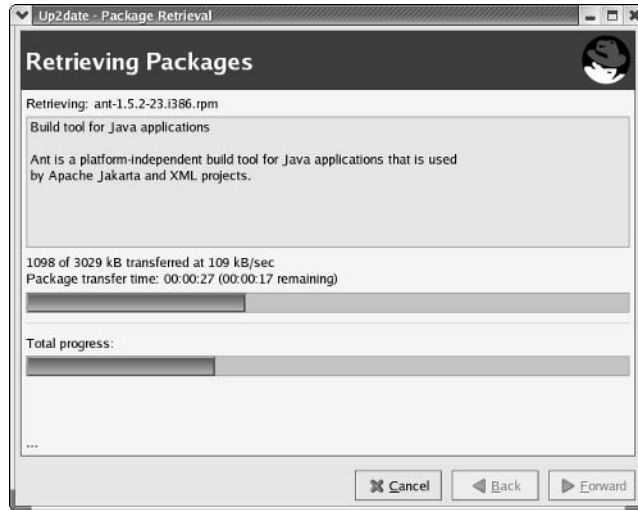 Up2date - Package Retrieval
Retrieving Packages
Retrieving: ant-1.5.2-23.i386.rpm
Build tool for Java applications
Ant is a platform-independent build tool for Java applications that is used
by Apache Jakarta and XML projects.
1098 of 3029 kB transferred at 109 kB/sec
Package transfer time: 00:00:27 (00:00:17 remaining)
Total progress:
...
Cancel Back Forward